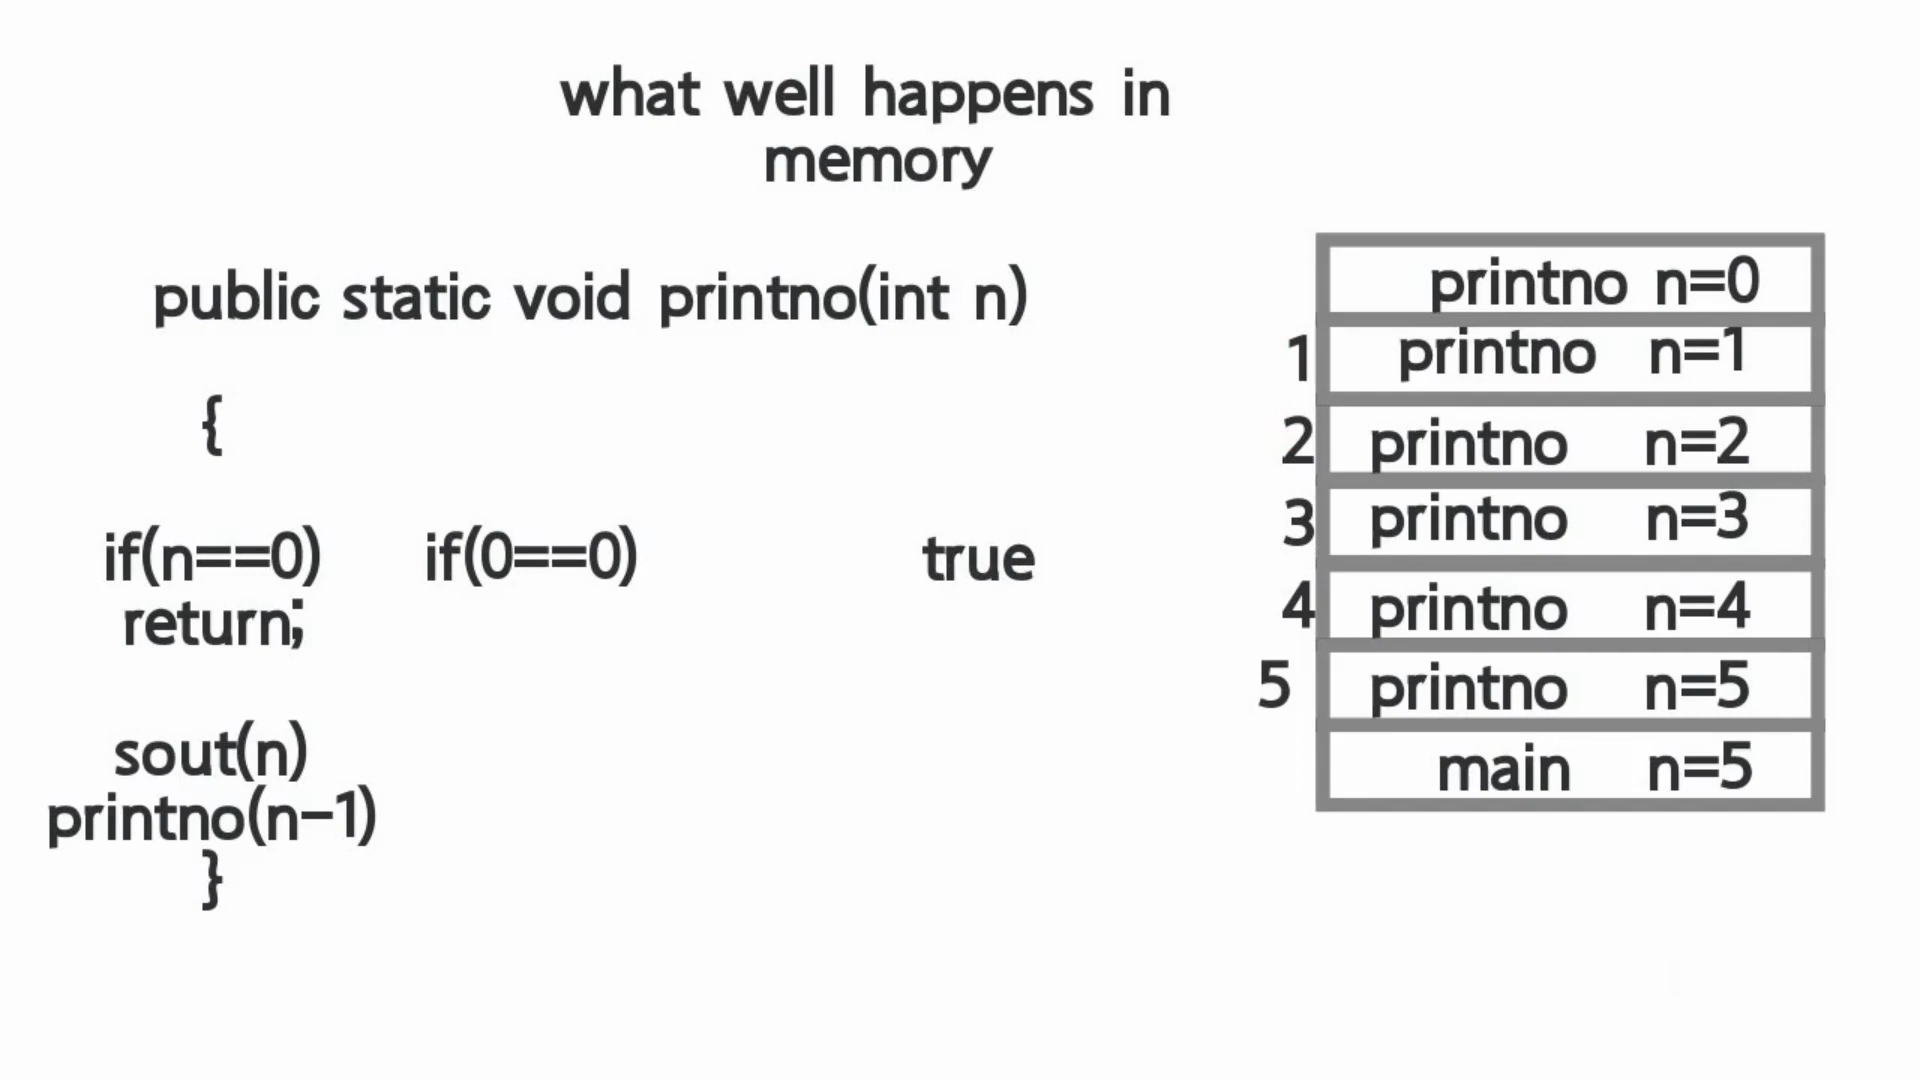 what well happens in
memory
public static void printno(int n)
{
if(n==0) if(0==0) true
return;
sout(n)
printno(n-1)
}
printno n=0
1 printno n=1
2 printno n=2
3 printno n=3
4 printno n=4
5 printno n=5
main n=5